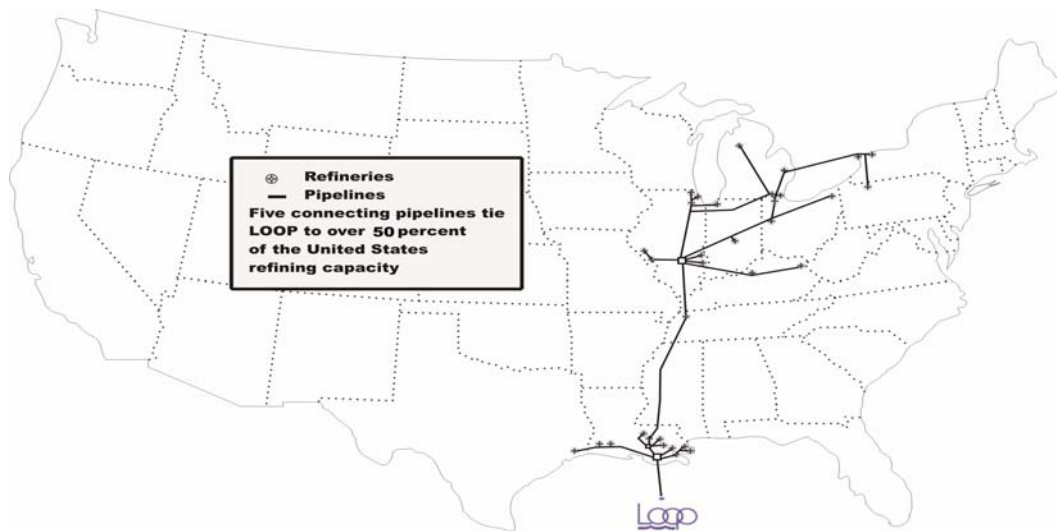 Refineries
Pipelines
Five connecting pipelines tie
LOOP to over 50 percent
of the United States
refining capacity
LOOP